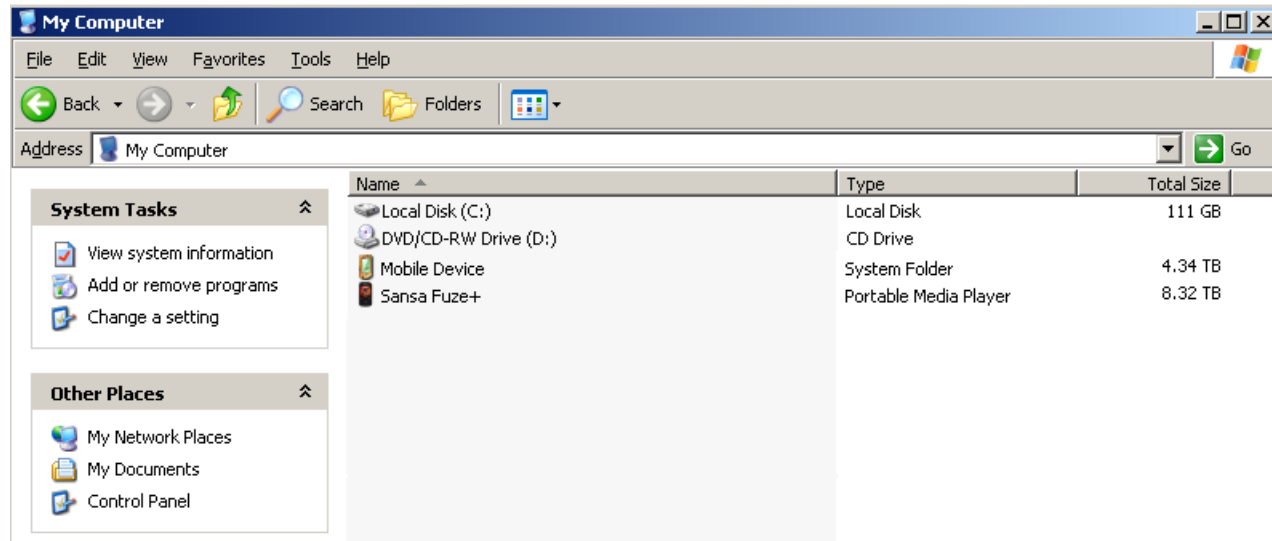 My Computer
File Edit View Favorites Tools Help
Back Search Folders
Address My Computer Go
System Tasks
View system information
Add or remove programs
Change a setting
Other Places
My Network Places
My Documents
Control Panel
Name Type Total Size
Local Disk (C:) Local Disk 111 GB
DVD/CD-RW Drive (D:) CD Drive
Mobile Device System Folder 4.34 TB
Sansa Fuze+ Portable Media Player 8.32 TB